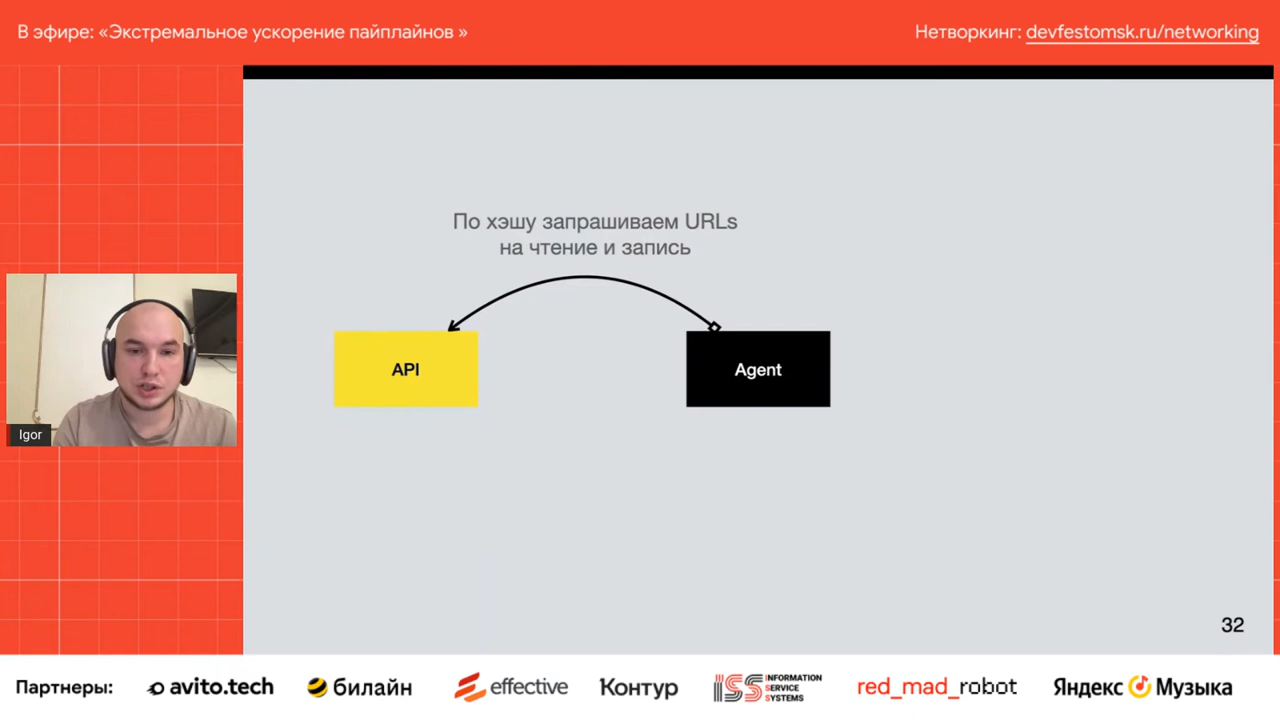 В эфире: «Экстремальное ускорение пайплайнов »
Нетворкинг: devfestomsk.ru/networking
По хэшу запрашиваем URLs
на чтение и запись
API
Agent
Igor
32
Партнеры:
avito.tech
билайн
effective
Контур
ISS INFORMATION
SERVICE
SYSTEMS
red_mad_robot
Яндекс Музыка